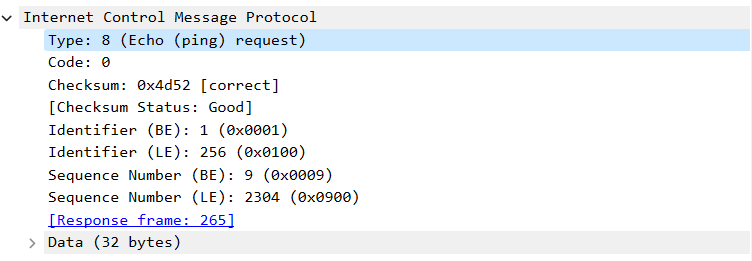 Internet Control Message Protocol
Type: 8 (Echo (ping) request)
Code: 0
Checksum: 0x4d52 [correct]
[Checksum Status: Good]
Identifier (BE): 1 (0x0001)
Identifier (LE): 256 (0x0100)
Sequence Number (BE): 9 (0x0009)
Sequence Number (LE): 2304 (0x0900)
[Response frame: 265]
Data (32 bytes)